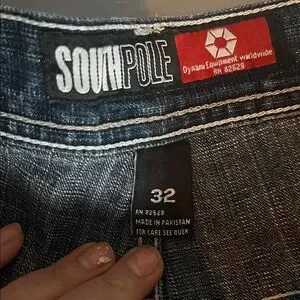 SOUTHPOLE
Dynamic Equipment worldwide
RN 82628
32
RN 82628
MADE IN PAKISTAN
FOR CARE SEE OVER